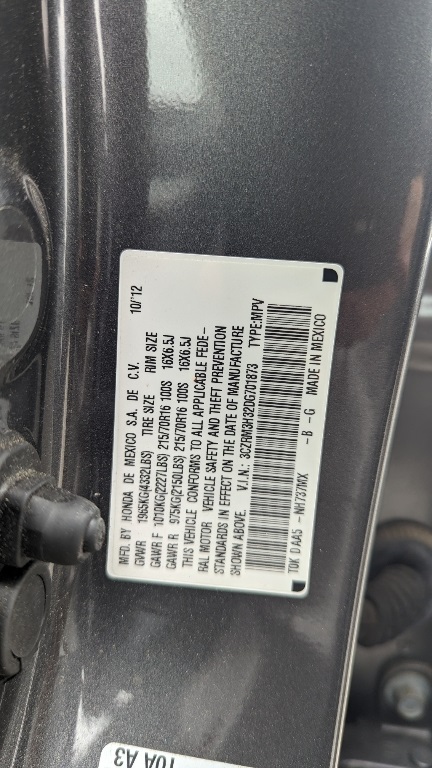 MFD. BY HONDA DE MEXICO S.A. DE C.V. 10/'12
GVWR 1965KG(4332LBS) TIRE SIZE RIM SIZE
GAWR F 1010KG(2227LBS) 215/70R16 100S 16X6.5J
GAWR R 975KG(2150LBS) 215/70R16 100S 16X6.5J
THIS VEHICLE CONFORMS TO ALL APPLICABLE FEDE-
RAL MOTOR VEHICLE SAFETY AND THEFT PREVENTION
STANDARDS IN EFFECT ON THE DATE OF MANUFACTURE
SHOWN ABOVE. V.I.N.: 3CZRM3H32DG701873 TYPE:MPV
T0K D AA5 -NH737MX -B -G MADE IN MEXICO
T0A A3